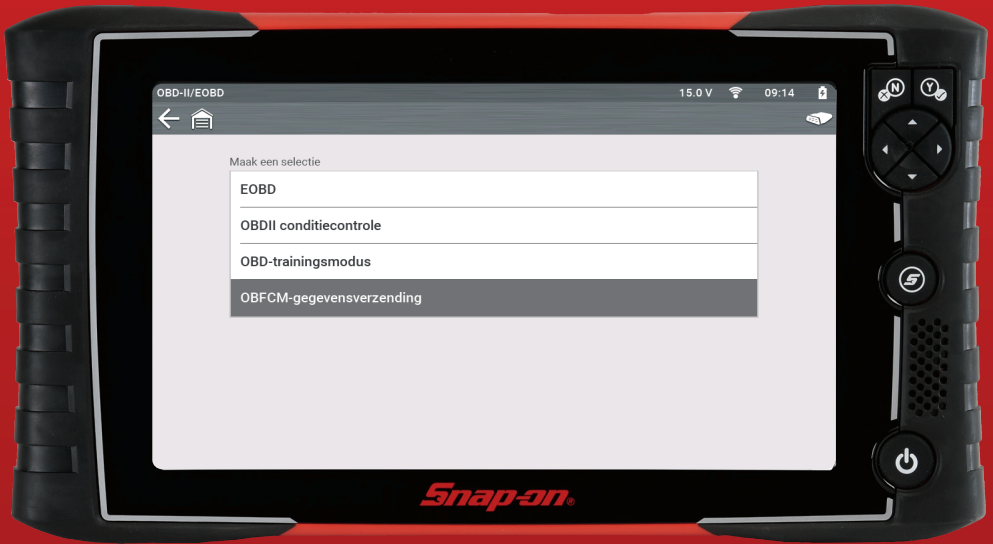 OBD-II/EOBD
15.0 V 09:14
Maak een selectie
EOBD
OBDII conditiecontrole
OBD-trainingsmodus
OBFCM-gegevensverzending
N
Y
S
Snap-on®